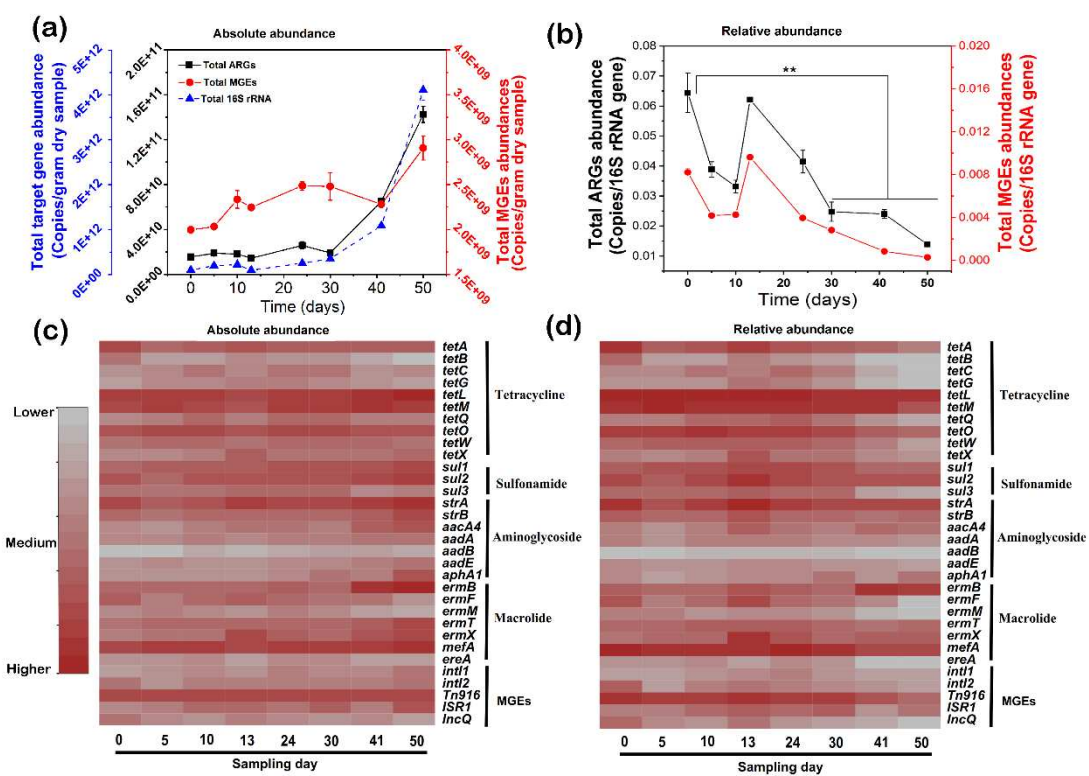 (a)
Absolute abundance
Total target gene abundance
(Copies/gram dry sample)
5E+12
4E+12
3E+12
2E+12
1E+12
0E+00
2.0E+11
1.6E+11
1.2E+11
8.0E+10
4.0E+10
0.0E+00
Total ARGs
Total MGEs
Total 16S rRNA
4.0E+09
3.5E+09
3.0E+09
2.5E+09
2.0E+09
1.5E+09
Total MGEs abundances
(Copies/gram dry sample)
0 10 20 30 40 50
Time (days)
(b)
Relative abundance
Total ARGs abundance
(Copies/16S rRNA gene)
0.08
0.07
0.06
0.05
0.04
0.03
0.02
0.01
**
0.020
0.016
0.012
0.008
0.004
0.000
Total MGEs abundances
(Copies/16S rRNA gene)
0 10 20 30 40 50
Time (days)
(c)
Absolute abundance
Lower
Medium
Higher
tetA
tetB
tetC
tetG
tetL
tetM
tetQ
tetO
tetW
tetX
sul1
sul2
sul3
strA
strB
aacA4
aadA
aadB
aadE
aphA1
ermB
ermF
ermM
ermT
ermX
mefA
ereA
intI1
intI2
Tn916
ISR1
IncQ
Tetracycline
Sulfonamide
Aminoglycoside
Macrolide
MGEs
0 5 10 13 24 30 41 50
Sampling day
(d)
Relative abundance
tetA
tetB
tetC
tetG
tetL
tetM
tetQ
tetO
tetW
tetX
sul1
sul2
sul3
strA
strB
aacA4
aadA
aadB
aadE
aphA1
ermB
ermF
ermM
ermT
ermX
mefA
ereA
intI1
intI2
Tn916
ISR1
IncQ
Tetracycline
Sulfonamide
Aminoglycoside
Macrolide
MGEs
0 5 10 13 24 30 41 50
Sampling day